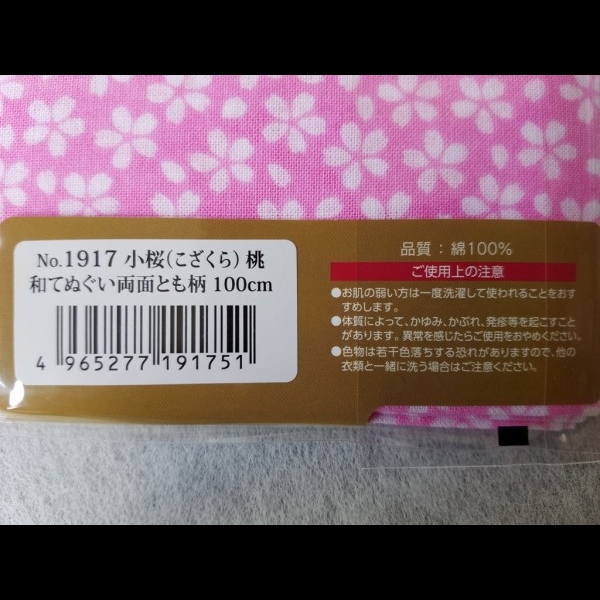 No.1917 小桜(こざくら) 桃
和てぬぐい両面とも柄 100cm
4 965277 191751
品質：綿100%
ご使用上の注意
●お肌の弱い方は一度洗濯して使われることをおす
すめします。
●体質によって、かゆみ、かぶれ、発疹等を起こすこと
があります。異常を感じたらご使用をおやめください。
●色物は若干色落ちする恐れがありますので、他の
衣類と一緒に洗う場合はご注意ください。